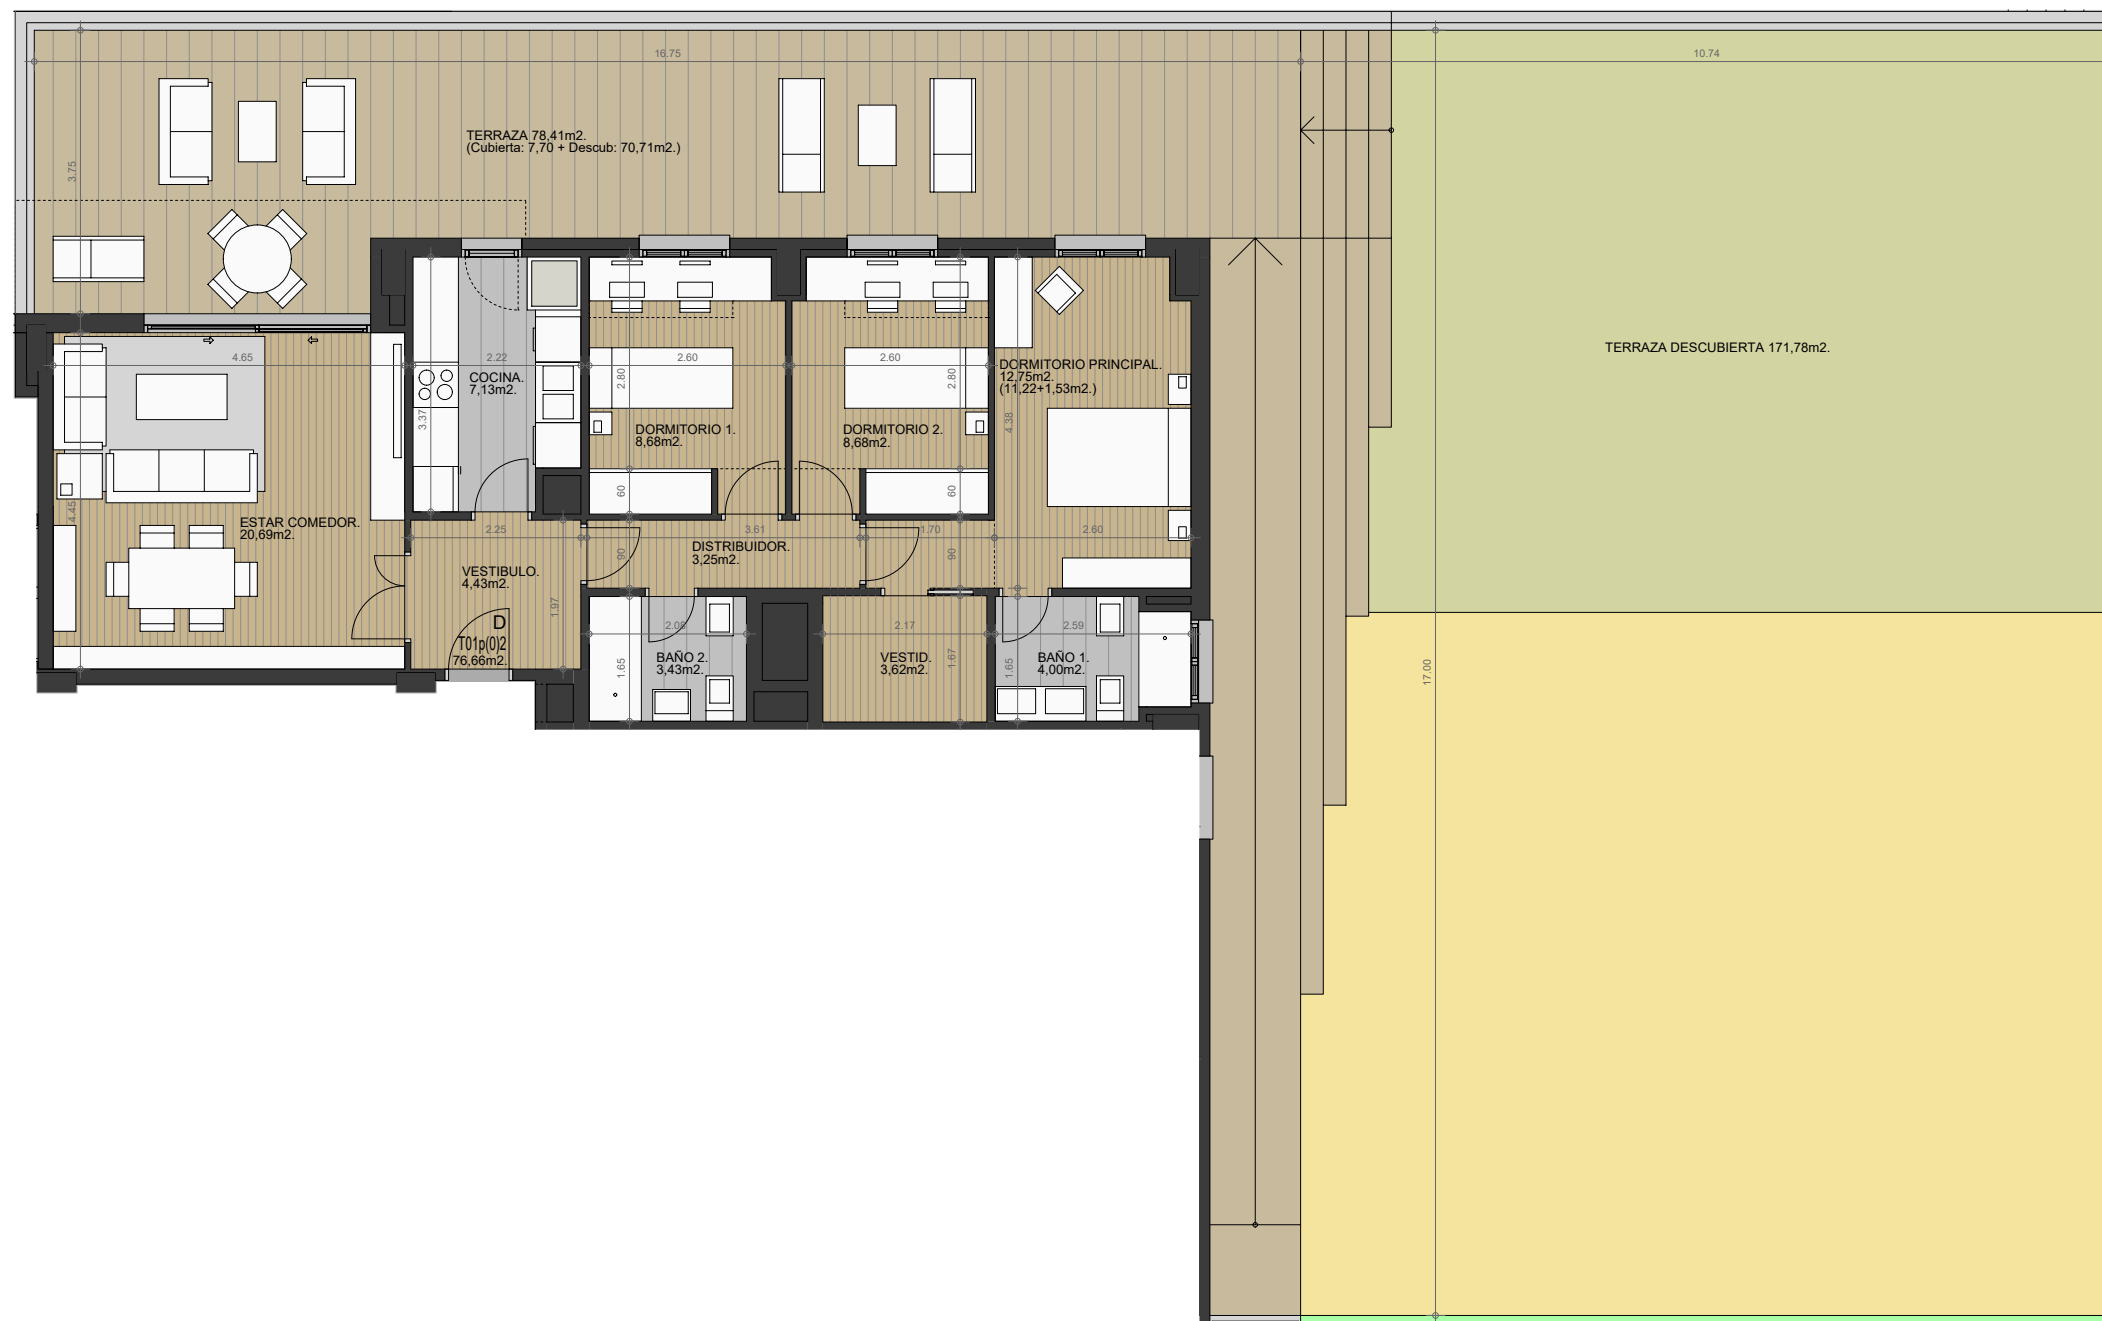 16.75
10.74
TERRAZA 78,41m2.
(Cubierta: 7,70 + Descub: 70,71m2.)
3.75
TERRAZA DESCUBIERTA 171,78m2.
4.65
2.22
2.60
2.60
COCINA.
7,13m2.
2.80
2.80
DORMITORIO PRINCIPAL.
12,75m2.
(11,22+1,53m2.)
3.37
4.38
DORMITORIO 1.
8,68m2.
DORMITORIO 2.
8,68m2.
60
60
4.45
ESTAR COMEDOR.
20,69m2.
2.25
3.61
1.70
2.60
DISTRIBUIDOR.
3,25m2.
90
90
VESTIBULO.
4,43m2.
1.97
D
T01p(0)2
76,66m2.
2.08
2.17
2.59
BAÑO 2.
3,43m2.
1.65
VESTID.
3,62m2.
1.67
BAÑO 1.
4,00m2.
1.65
17.00